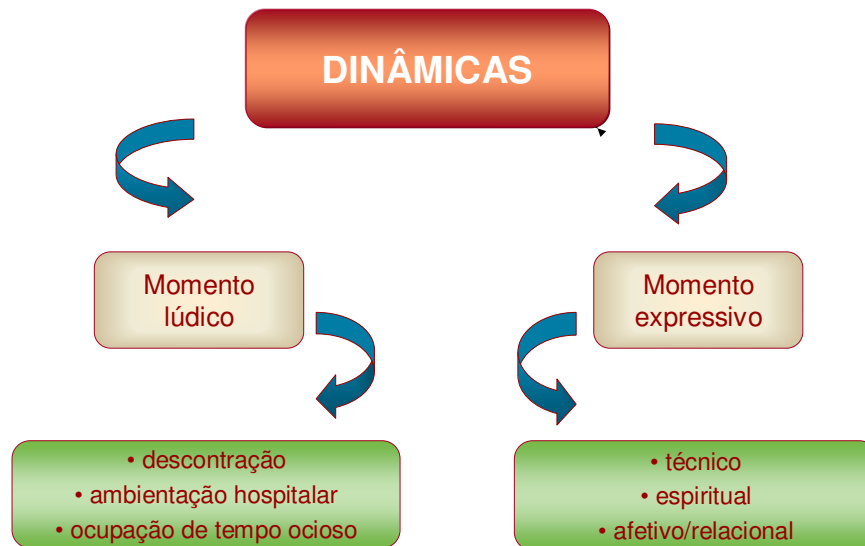 DINÂMICAS
Momento
lúdico
Momento
expressivo
• descontração
• ambientação hospitalar
• ocupação de tempo ocioso
• técnico
• espiritual
• afetivo/relacional